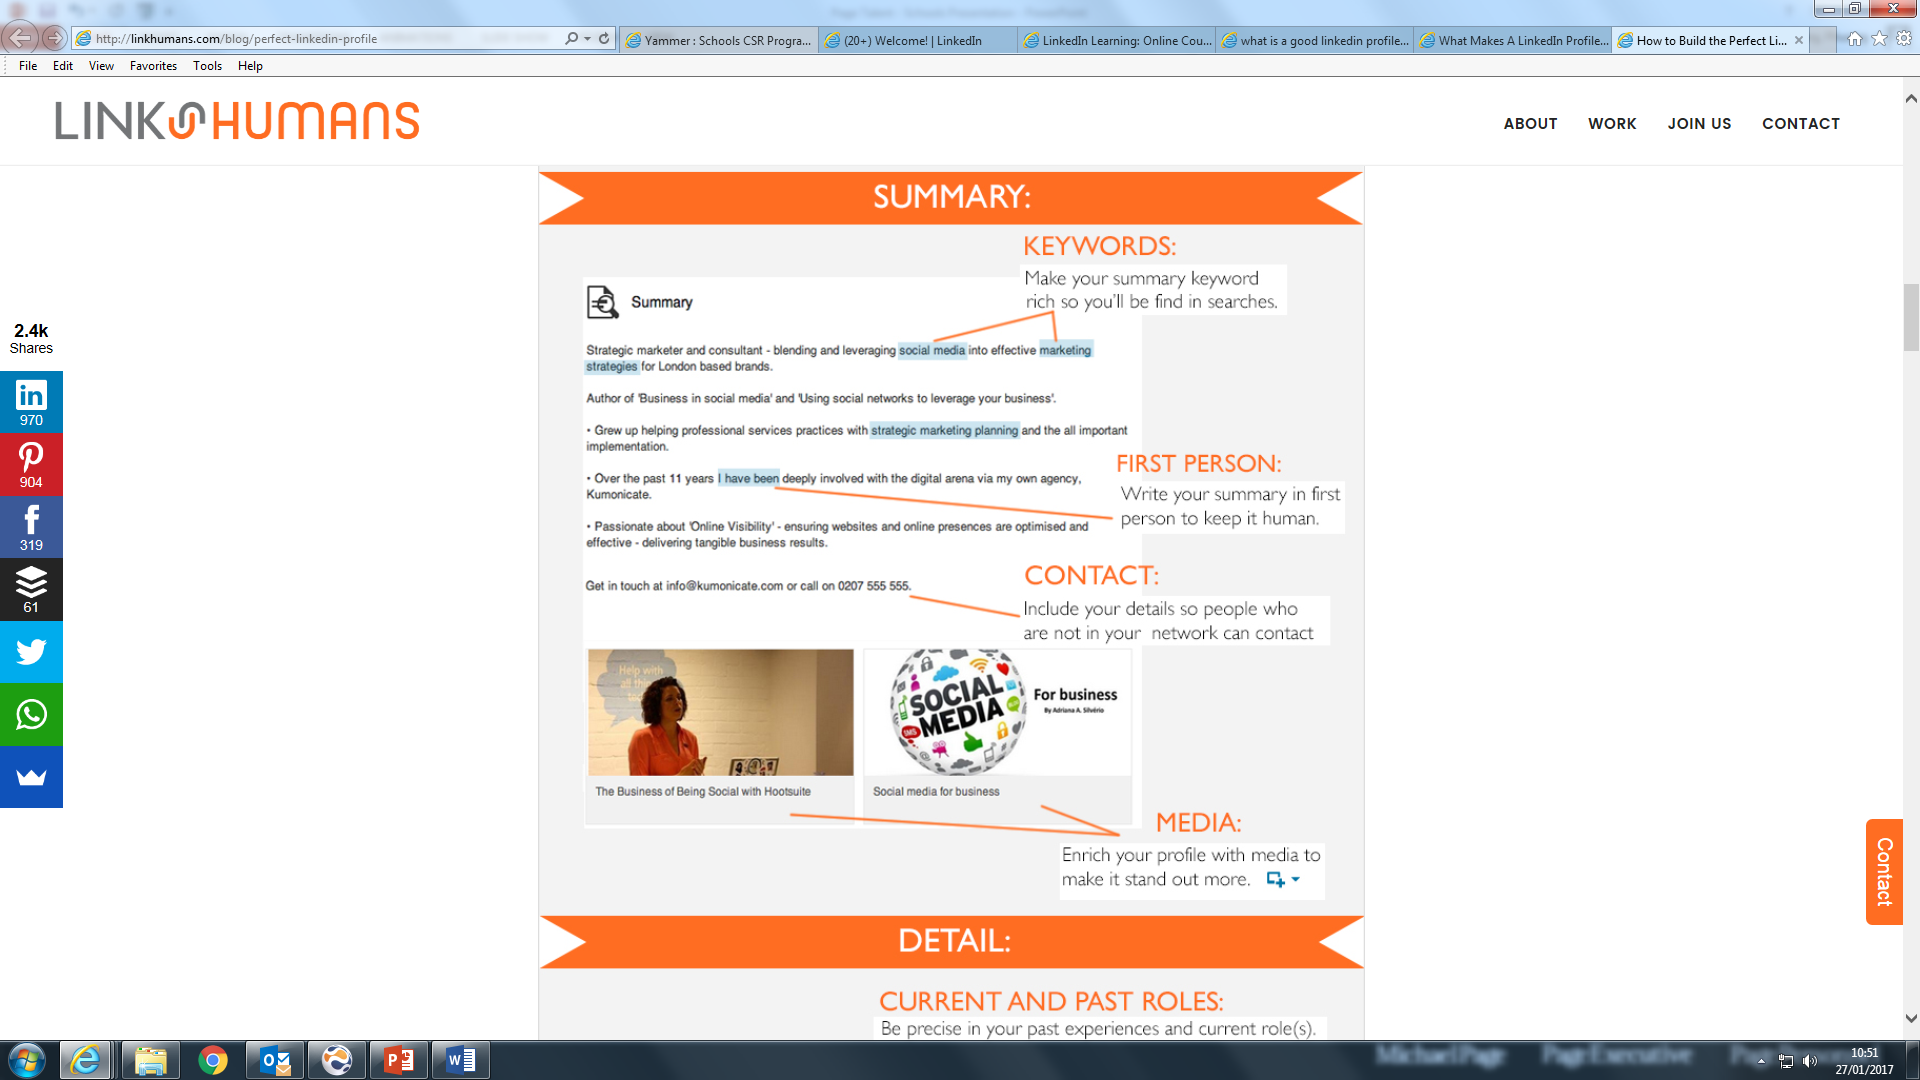 http://linkhumans.com/blog/perfect-linkedin-profile
Yammer : Schools CSR Progra...
(20+) Welcome! | LinkedIn
LinkedIn Learning: Online Cou...
what is a good linkedin profile...
What Makes A LinkedIn Profile...
How to Build the Perfect Li...
File Edit View Favorites Tools Help
LINK HUMANS
ABOUT WORK JOIN US CONTACT
SUMMARY:
KEYWORDS:
Make your summary keyword
rich so you'll be find in searches.
Summary
Strategic marketer and consultant - blending and leveraging social media into effective marketing
strategies for London based brands.
Author of 'Business in social media' and 'Using social networks to leverage your business'.
• Grew up helping professional services practices with strategic marketing planning and the all important
implementation.
• Over the past 11 years I have been deeply involved with the digital arena via my own agency,
Kumonicate.
FIRST PERSON:
Write your summary in first
person to keep it human.
• Passionate about 'Online Visibility' - ensuring websites and online presences are optimised and
effective - delivering tangible business results.
Get in touch at info@kumonicate.com or call on 0207 555 555.
CONTACT:
Include your details so people who
are not in your network can contact
Help with
all thi
SOCIAL
MEDIA
SMS
For business
By Adriana A. Silvério
The Business of Being Social with Hootsuite
Social media for business
MEDIA:
Enrich your profile with media to
make it stand out more.
DETAIL:
CURRENT AND PAST ROLES:
Be precise in your past experiences and current role(s).
2.4k
Shares
in
970
904
f
319
61
Contact
MichaelPage PageExecutive
10:51
27/01/2017